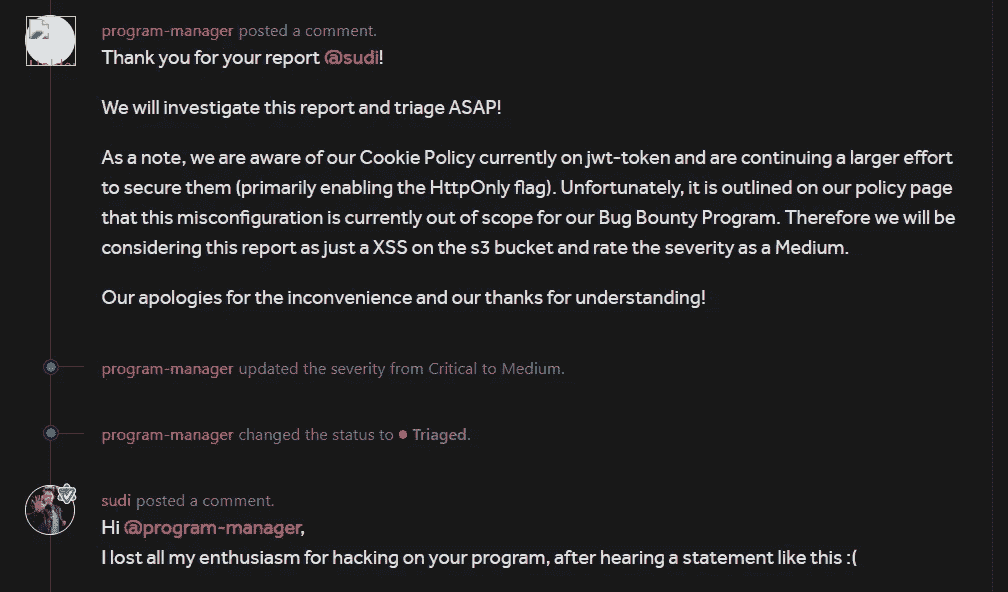 program-manager posted a comment.
Thank you for your report @sudi!
We will investigate this report and triage ASAP!
As a note, we are aware of our Cookie Policy currently on jwt-token and are continuing a larger effort
to secure them (primarily enabling the HttpOnly flag). Unfortunately, it is outlined on our policy page
that this misconfiguration is currently out of scope for our Bug Bounty Program. Therefore we will be
considering this report as just a XSS on the s3 bucket and rate the severity as a Medium.
Our apologies for the inconvenience and our thanks for understanding!
program-manager updated the severity from Critical to Medium.
program-manager changed the status to Triaged.
sudi posted a comment.
Hi @program-manager,
I lost all my enthusiasm for hacking on your program, after hearing a statement like this :(